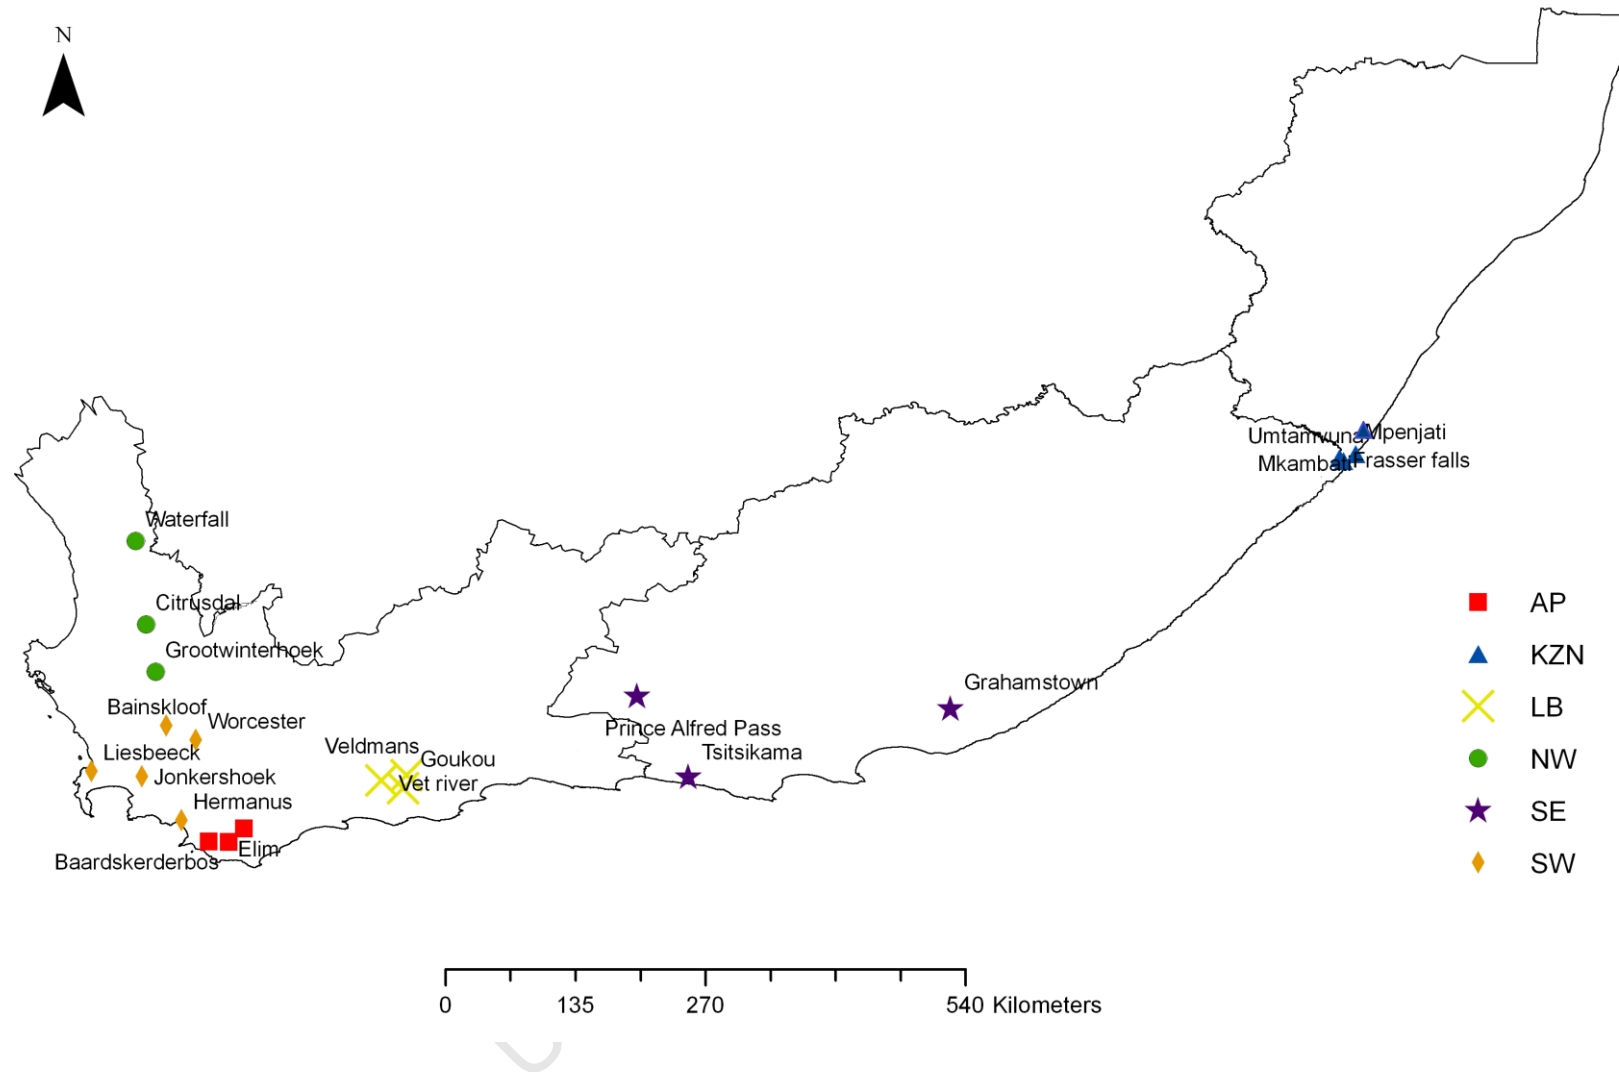 N
Umtamvuna
Mpenjati
Mkambati
Frasser falls
Waterfall
Citrusdal
Grootwinterhoek
Bainskloof
Worcester
Liesbeeck
Jonkershoek
Hermanus
Baardskerderbos
Elim
Veldmans
Goukou
Vet river
Prince Alfred Pass
Tsitsikama
Grahamstown
AP
KZN
LB
NW
SE
SW
0 135 270 540 Kilometers